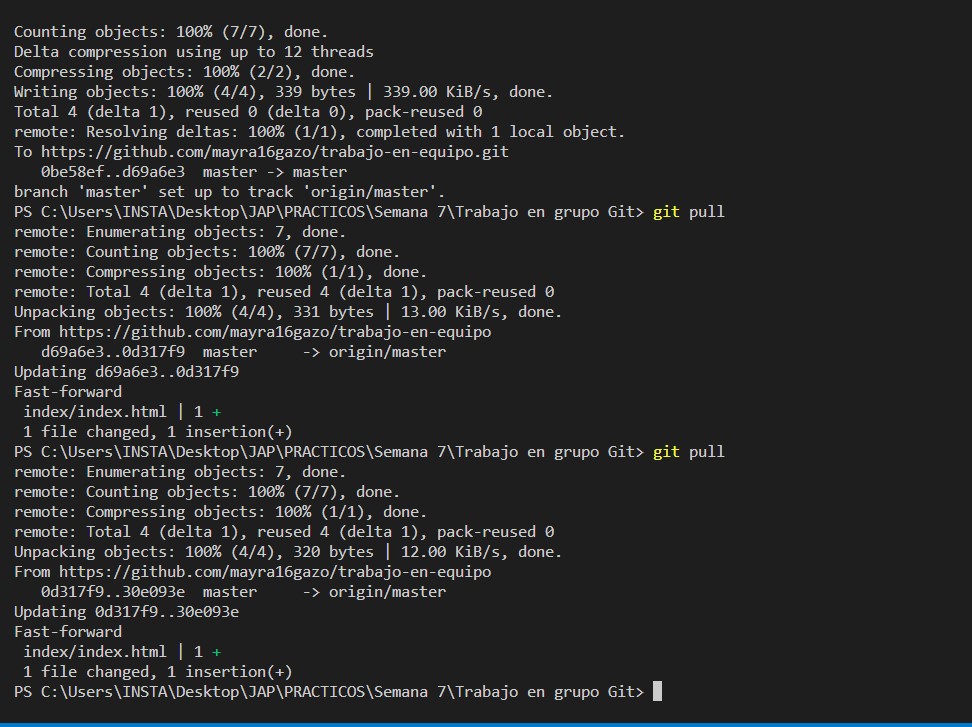 Counting objects: 100% (7/7), done.
Delta compression using up to 12 threads
Compressing objects: 100% (2/2), done.
Writing objects: 100% (4/4), 339 bytes | 339.00 KiB/s, done.
Total 4 (delta 1), reused 0 (delta 0), pack-reused 0
remote: Resolving deltas: 100% (1/1), completed with 1 local object.
To https://github.com/mayra16gazo/trabajo-en-equipo.git
   0be58ef..d69a6e3  master -> master
branch 'master' set up to track 'origin/master'.
PS C:\Users\INSTA\Desktop\JAP\PRACTICOS\Semana 7\Trabajo en grupo Git> git pull
remote: Enumerating objects: 7, done.
remote: Counting objects: 100% (7/7), done.
remote: Compressing objects: 100% (1/1), done.
remote: Total 4 (delta 1), reused 4 (delta 1), pack-reused 0
Unpacking objects: 100% (4/4), 331 bytes | 13.00 KiB/s, done.
From https://github.com/mayra16gazo/trabajo-en-equipo
   d69a6e3..0d317f9  master     -> origin/master
Updating d69a6e3..0d317f9
Fast-forward
 index/index.html | 1 +
 1 file changed, 1 insertion(+)
PS C:\Users\INSTA\Desktop\JAP\PRACTICOS\Semana 7\Trabajo en grupo Git> git pull
remote: Enumerating objects: 7, done.
remote: Counting objects: 100% (7/7), done.
remote: Compressing objects: 100% (1/1), done.
remote: Total 4 (delta 1), reused 4 (delta 1), pack-reused 0
Unpacking objects: 100% (4/4), 320 bytes | 12.00 KiB/s, done.
From https://github.com/mayra16gazo/trabajo-en-equipo
   0d317f9..30e093e  master     -> origin/master
Updating 0d317f9..30e093e
Fast-forward
 index/index.html | 1 +
 1 file changed, 1 insertion(+)
PS C:\Users\INSTA\Desktop\JAP\PRACTICOS\Semana 7\Trabajo en grupo Git>